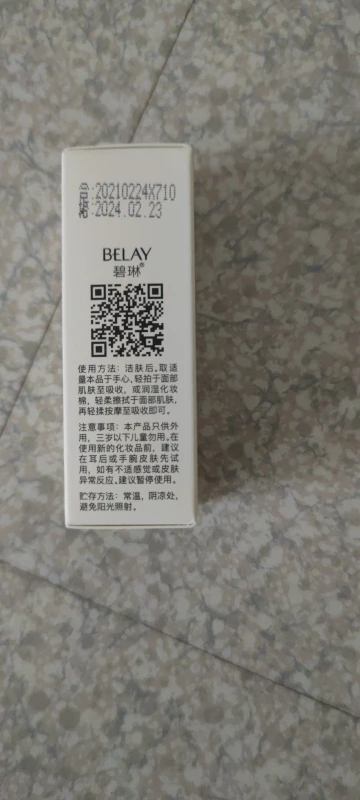 合:20210224X710
格:2024.02.23
BELAY
碧琳®
使用方法：洁肤后。取适
量本品于手心，轻拍于面部
肌肤至吸收，或润湿化妆
棉，轻柔擦拭于面部肌肤，
再轻揉按摩至吸收即可。
注意事项：本产品只供外
用，三岁以下儿童勿用。在
使用新的化妆品前，建议
在耳后或手腕皮肤先试
用，如有不适感觉或皮肤
异常反应。建议暂停使用。
贮存方法：常温，阴凉处，
避免阳光照射。